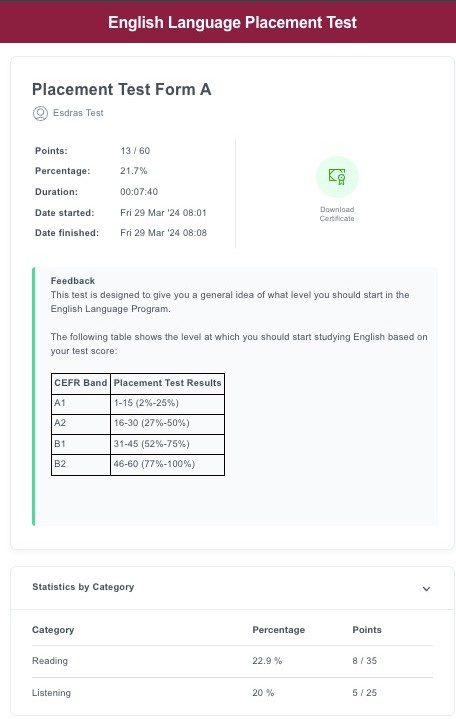 English Language Placement Test
Placement Test Form A
Esdras Test
Points: 13 / 60
Percentage: 21.7%
Duration: 00:07:40
Date started: Fri 29 Mar '24 08:01
Date finished: Fri 29 Mar '24 08:08
Download
Certificate
Feedback
This test is designed to give you a general idea of what level you should start in the
English Language Program.
The following table shows the level at which you should start studying English based on
your test score:
CEFR Band Placement Test Results
A1 1-15 (2%-25%)
A2 16-30 (27%-50%)
B1 31-45 (52%-75%)
B2 46-60 (77%-100%)
Statistics by Category
Category Percentage Points
Reading 22.9 % 8 / 35
Listening 20 % 5 / 25